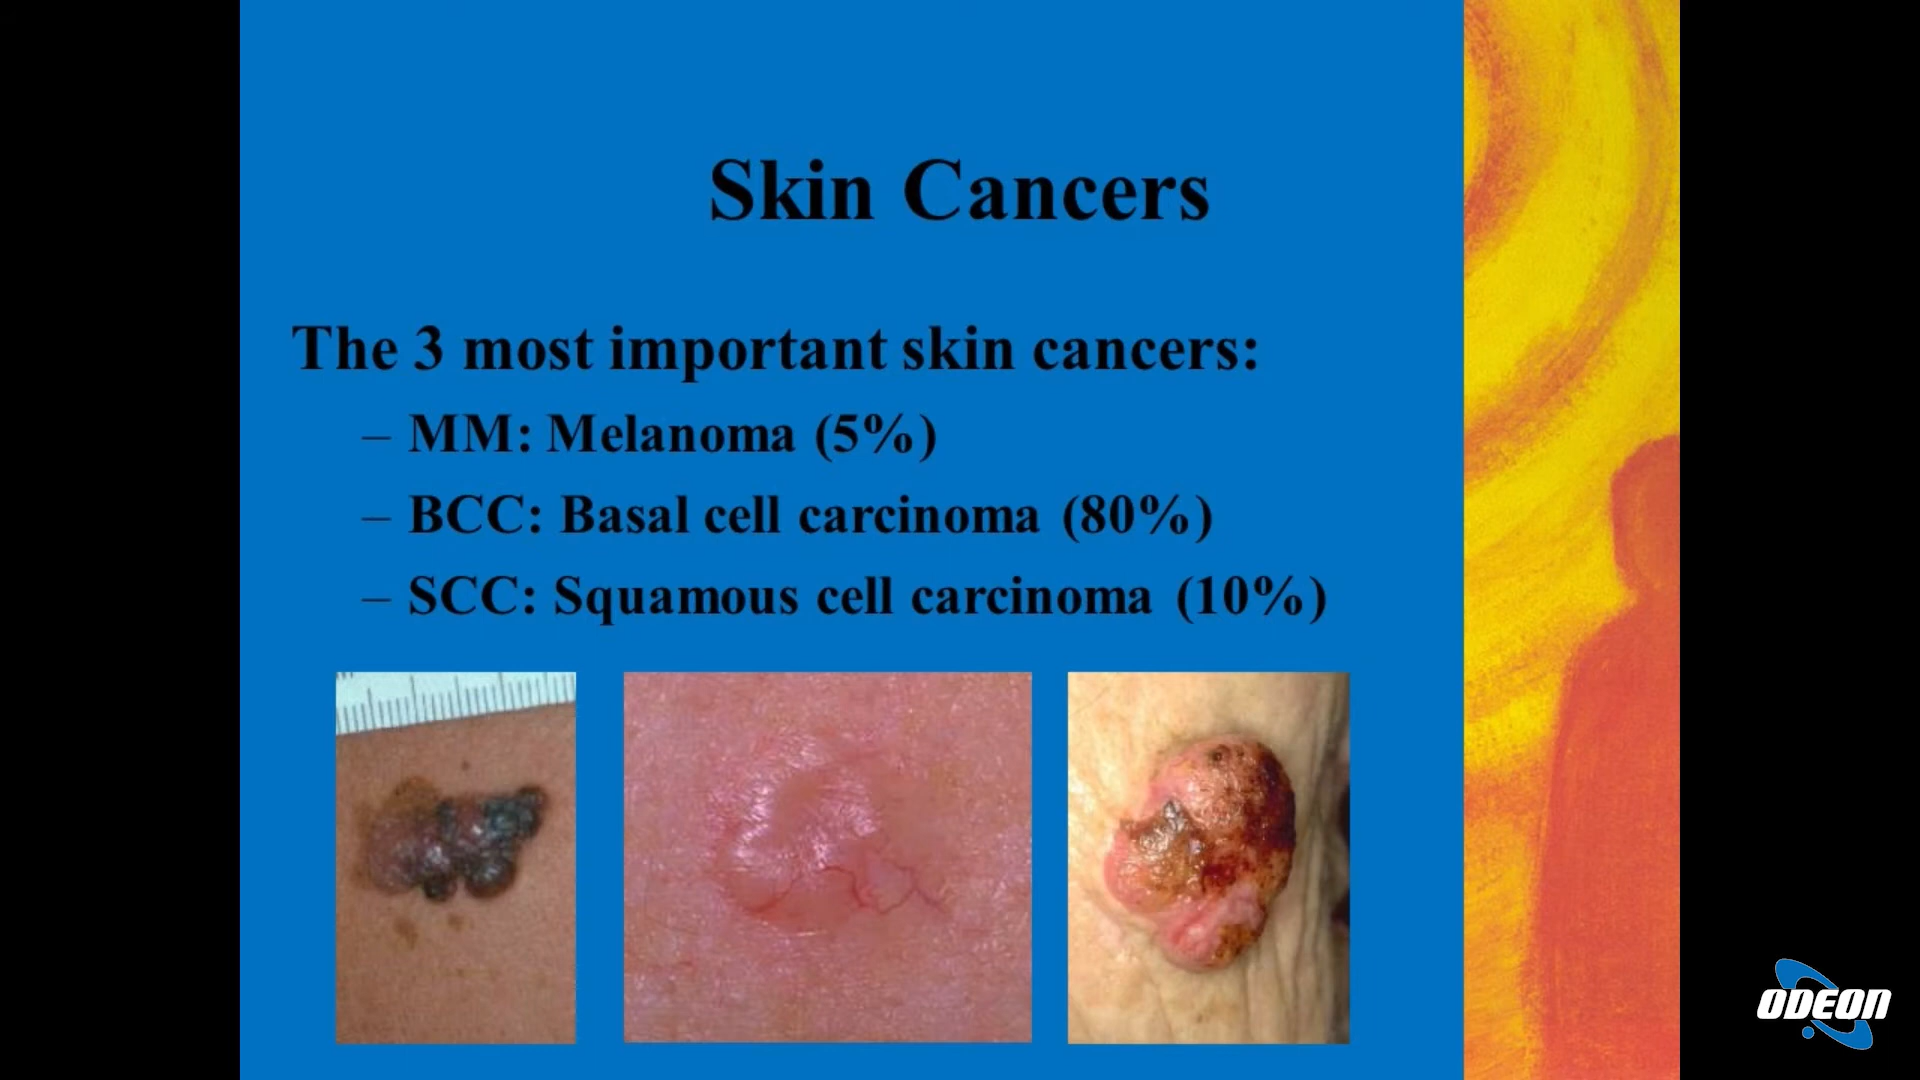 Skin Cancers
The 3 most important skin cancers:
– MM: Melanoma (5%)
– BCC: Basal cell carcinoma (80%)
– SCC: Squamous cell carcinoma (10%)
ODEON